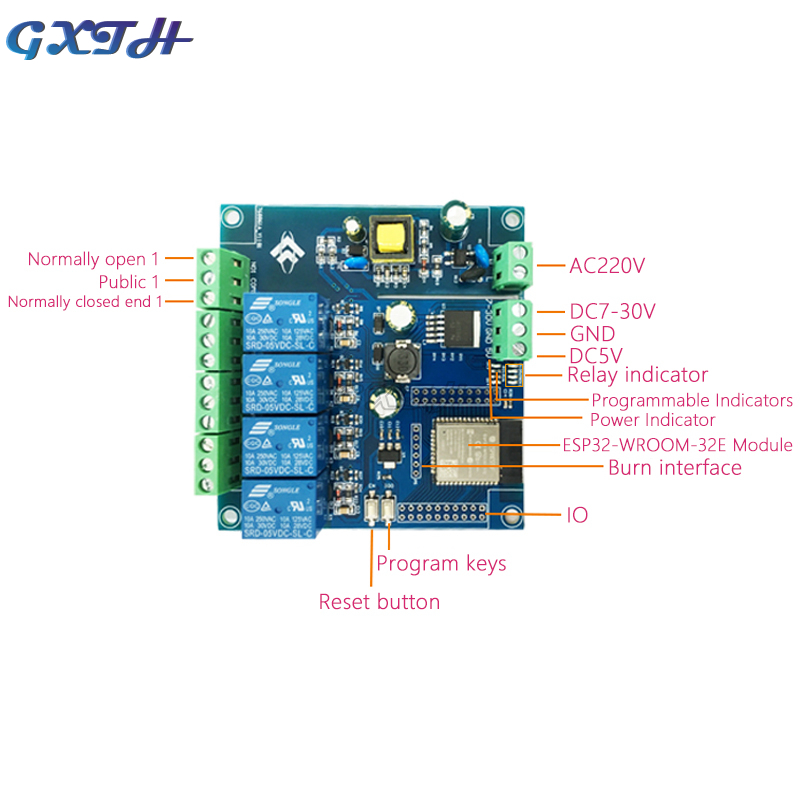 GXTH
Normally open 1
Public 1
Normally closed end 1
AC220V
DC7-30V
GND
DC5V
Relay indicator
Programmable Indicators
Power Indicator
ESP32-WROOM-32E Module
Burn interface
IO
Program keys
Reset button
SONGLE
10A 250VAC 10A 125VAC
10A 30VDC 10A 28VDC
SRD-05VDC-SL-C
SONGLE
10A 250VAC 10A 125VAC
10A 30VDC 10A 28VDC
SRD-05VDC-SL-C
SONGLE
10A 250VAC 10A 125VAC
10A 30VDC 10A 28VDC
SRD-05VDC-SL-C
SONGLE
10A 250VAC 10A 125VAC
10A 30VDC 10A 28VDC
SRD-05VDC-SL-C